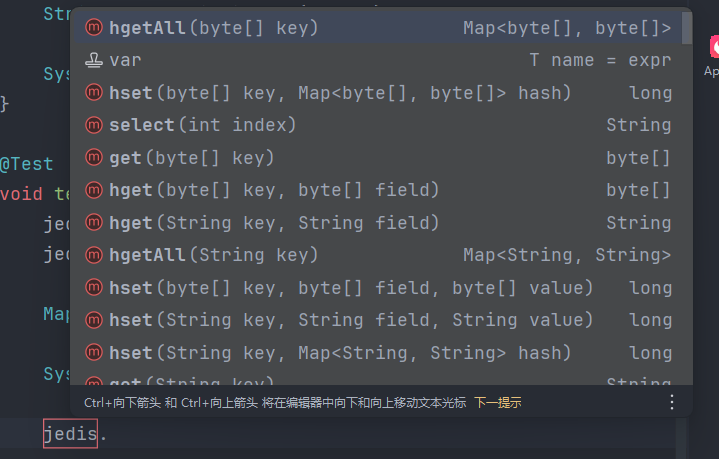 Str
hgetAll(byte[] key) Map<byte[], byte[]>
var T name = expr
Sys
hset(byte[] key, Map<byte[], byte[]> hash) long
}
select(int index) String
get(byte[] key) byte[]
@Test
void te
hget(byte[] key, byte[] field) byte[]
jed
hget(String key, String field) String
jed
hgetAll(String key) Map<String, String>
hset(byte[] key, byte[] field, byte[] value) long
Map
hset(String key, String field, String value) long
hset(String key, Map<String, String> hash) long
Sys
get(String key) String
Ctrl+向下箭头 和 Ctrl+向上箭头 将在编辑器中向下和向上移动文本光标 下一提示
jedis.
Ap